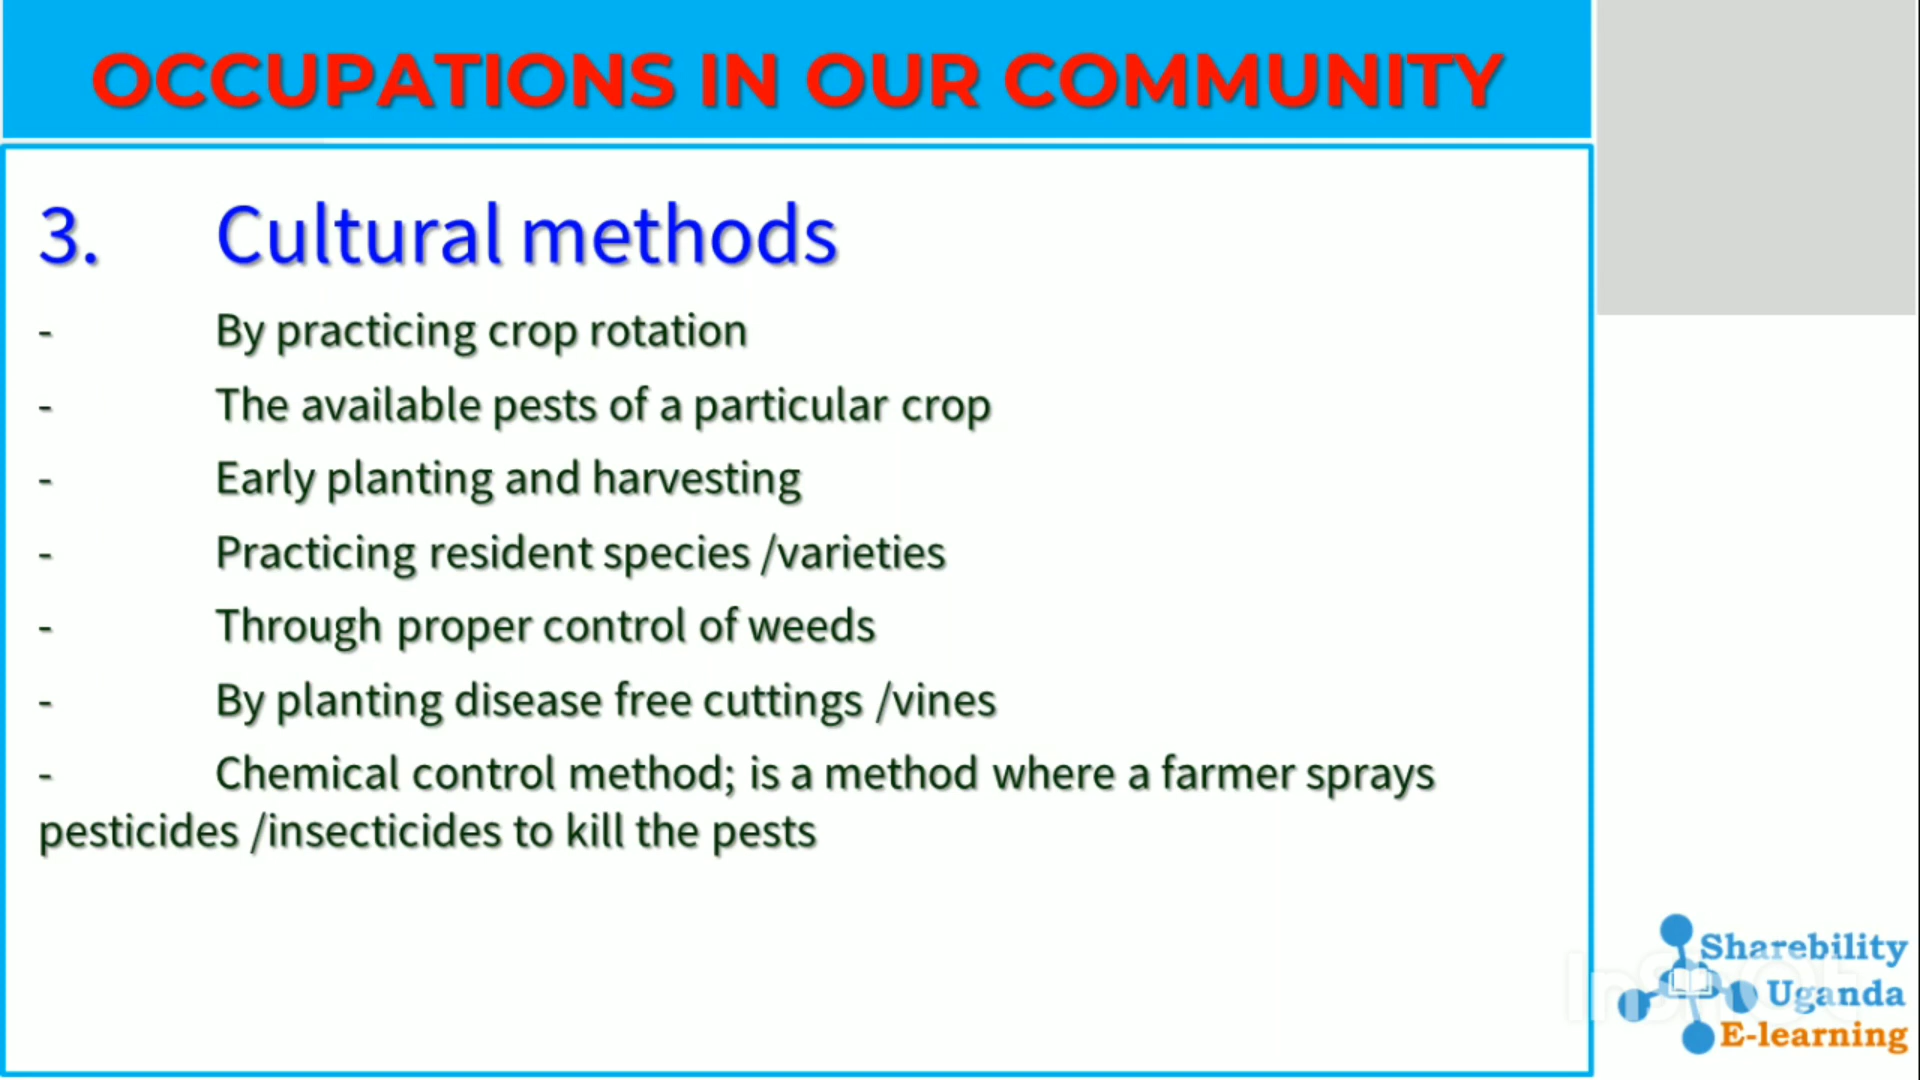 OCCUPATIONS IN OUR COMMUNITY
3. Cultural methods
- By practicing crop rotation
- The available pests of a particular crop
- Early planting and harvesting
- Practicing resident species /varieties
- Through proper control of weeds
- By planting disease free cuttings /vines
- Chemical control method; is a method where a farmer sprays
pesticides /insecticides to kill the pests
Sharebility
Uganda
E-learning
InShot